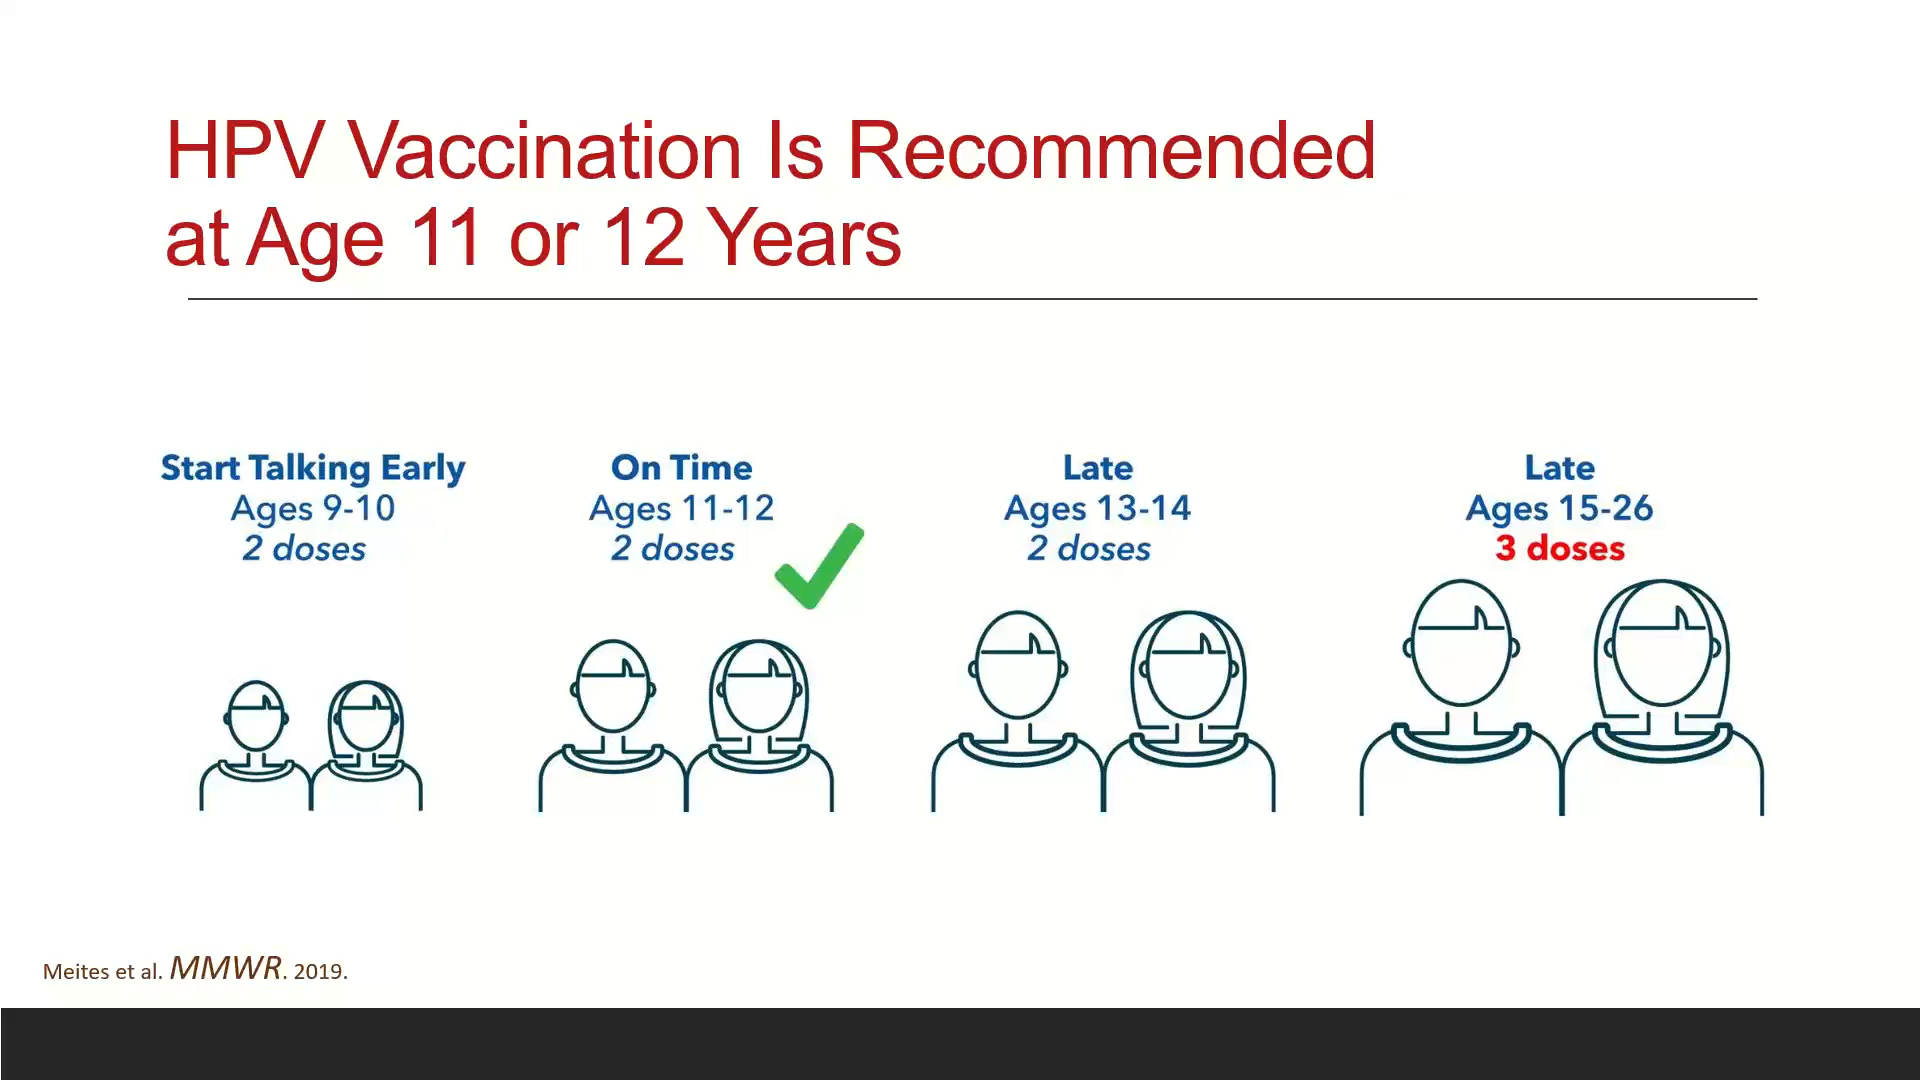 HPV Vaccination Is Recommended
at Age 11 or 12 Years
Start Talking Early
Ages 9-10
2 doses
On Time
Ages 11-12
2 doses
Late
Ages 13-14
2 doses
Late
Ages 15-26
3 doses
Meites et al. MMWR. 2019.